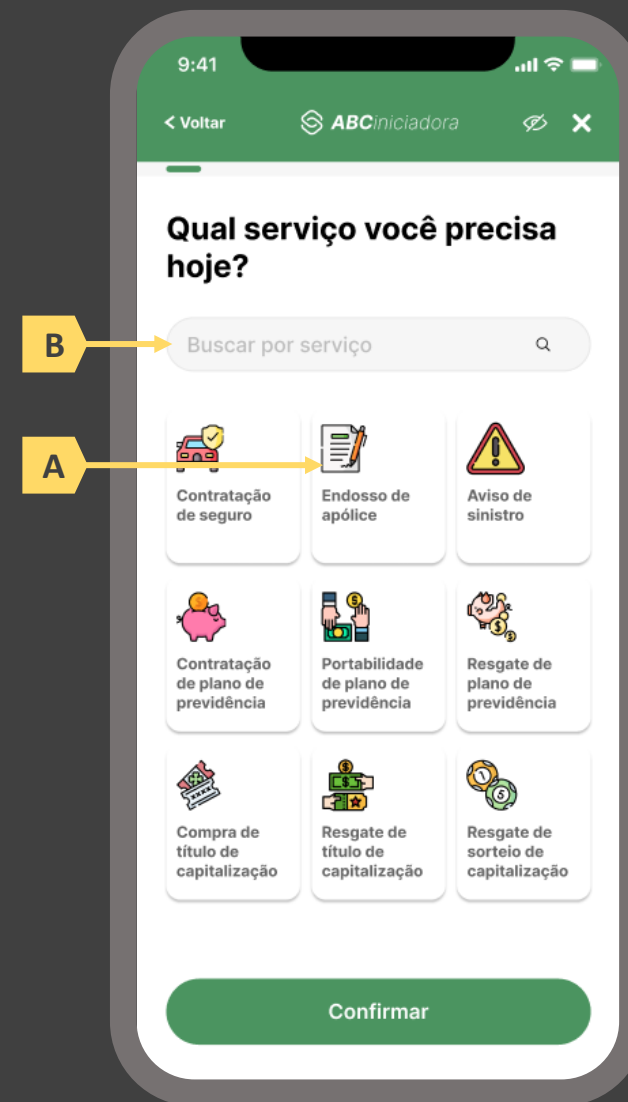 9:41
< Voltar ABCiniciadora
Qual serviço você precisa
hoje?
B
Buscar por serviço
A
Contratação
de seguro
Endosso de
apólice
Aviso de
sinistro
Contratação
de plano de
previdência
Portabilidade
de plano de
previdência
Resgate de
plano de
previdência
Compra de
título de
capitalização
Resgate de
título de
capitalização
Resgate de
sorteio de
capitalização
Confirmar